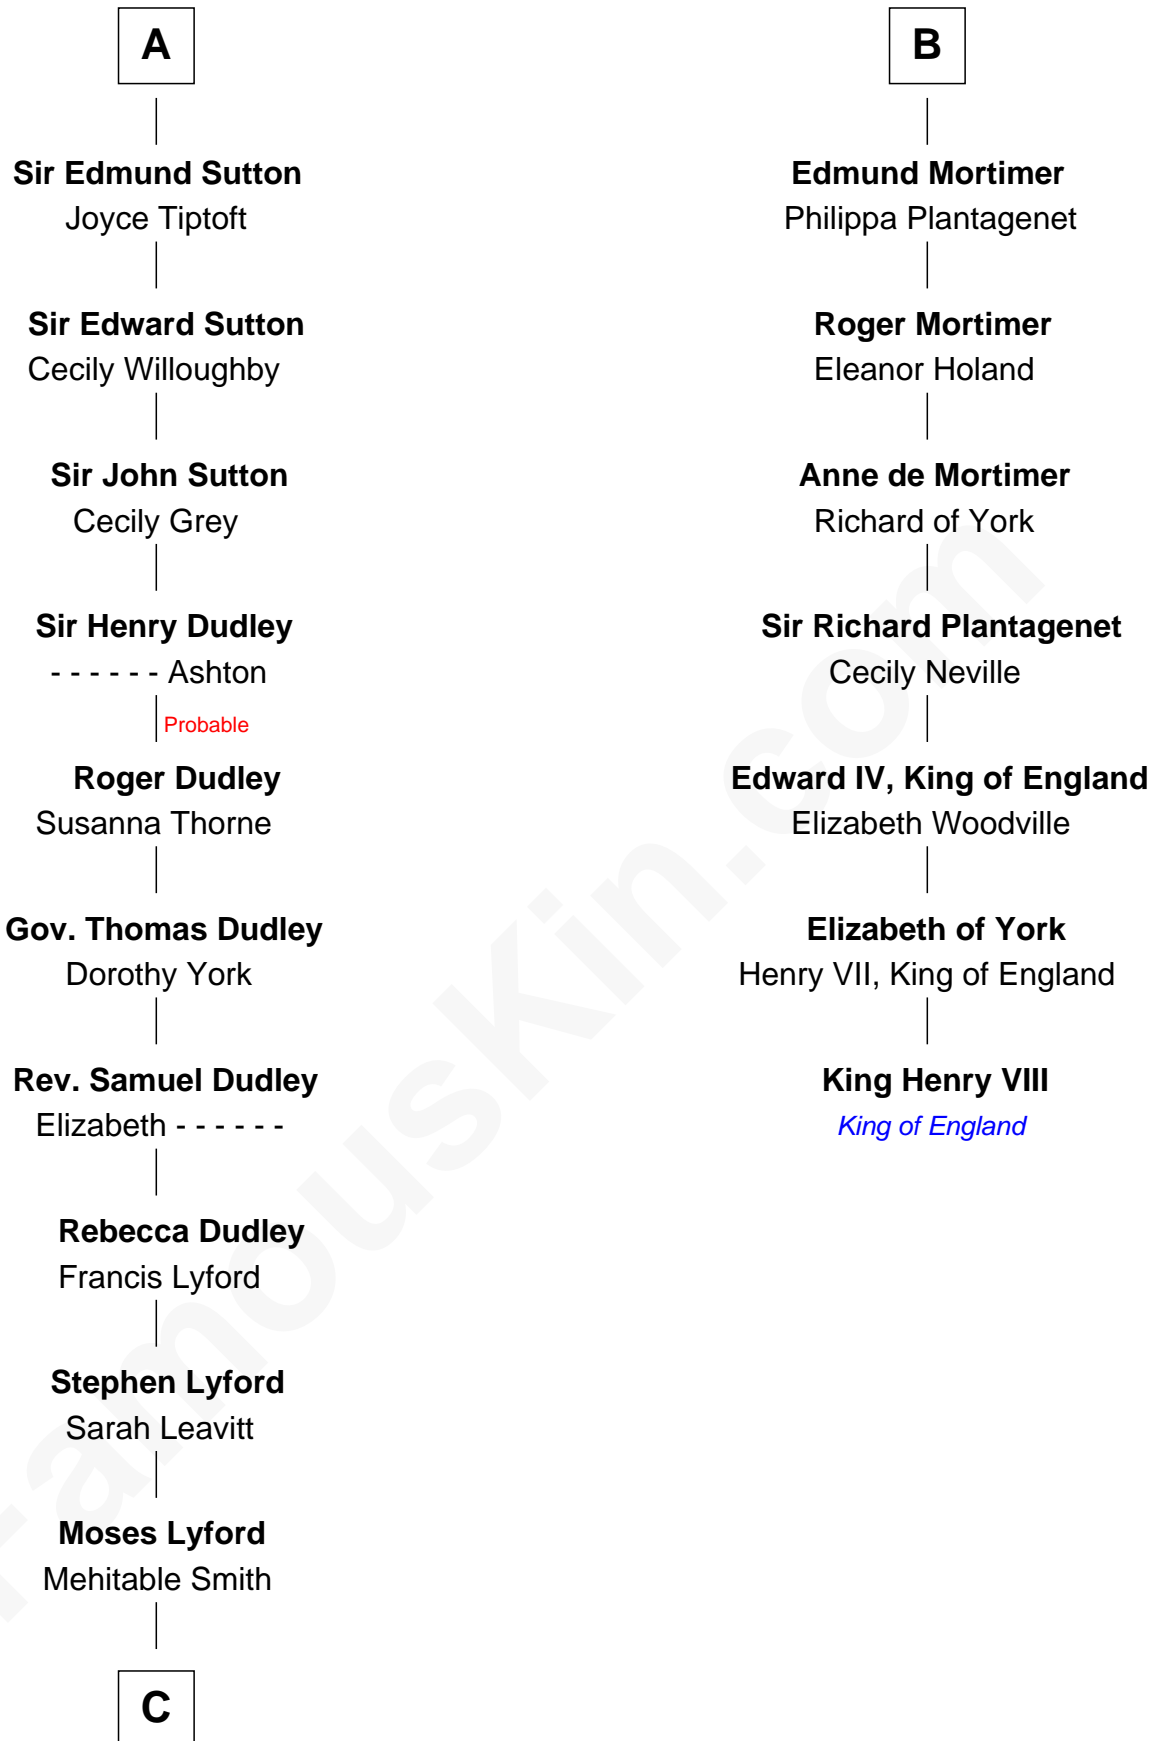 A
Sir Edmund Sutton
Joyce Tiptoft
Sir Edward Sutton
Cecily Willoughby
Sir John Sutton
Cecily Grey
Sir Henry Dudley
- - - - - - Ashton
Probable
Roger Dudley
Susanna Thorne
Gov. Thomas Dudley
Dorothy York
Rev. Samuel Dudley
Elizabeth - - - - - -
Rebecca Dudley
Francis Lyford
Stephen Lyford
Sarah Leavitt
Moses Lyford
Mehitable Smith
C
B
Edmund Mortimer
Philippa Plantagenet
Roger Mortimer
Eleanor Holand
Anne de Mortimer
Richard of York
Sir Richard Plantagenet
Cecily Neville
Edward IV, King of England
Elizabeth Woodville
Elizabeth of York
Henry VII, King of England
King Henry VIII
King of England
FamousKin.com